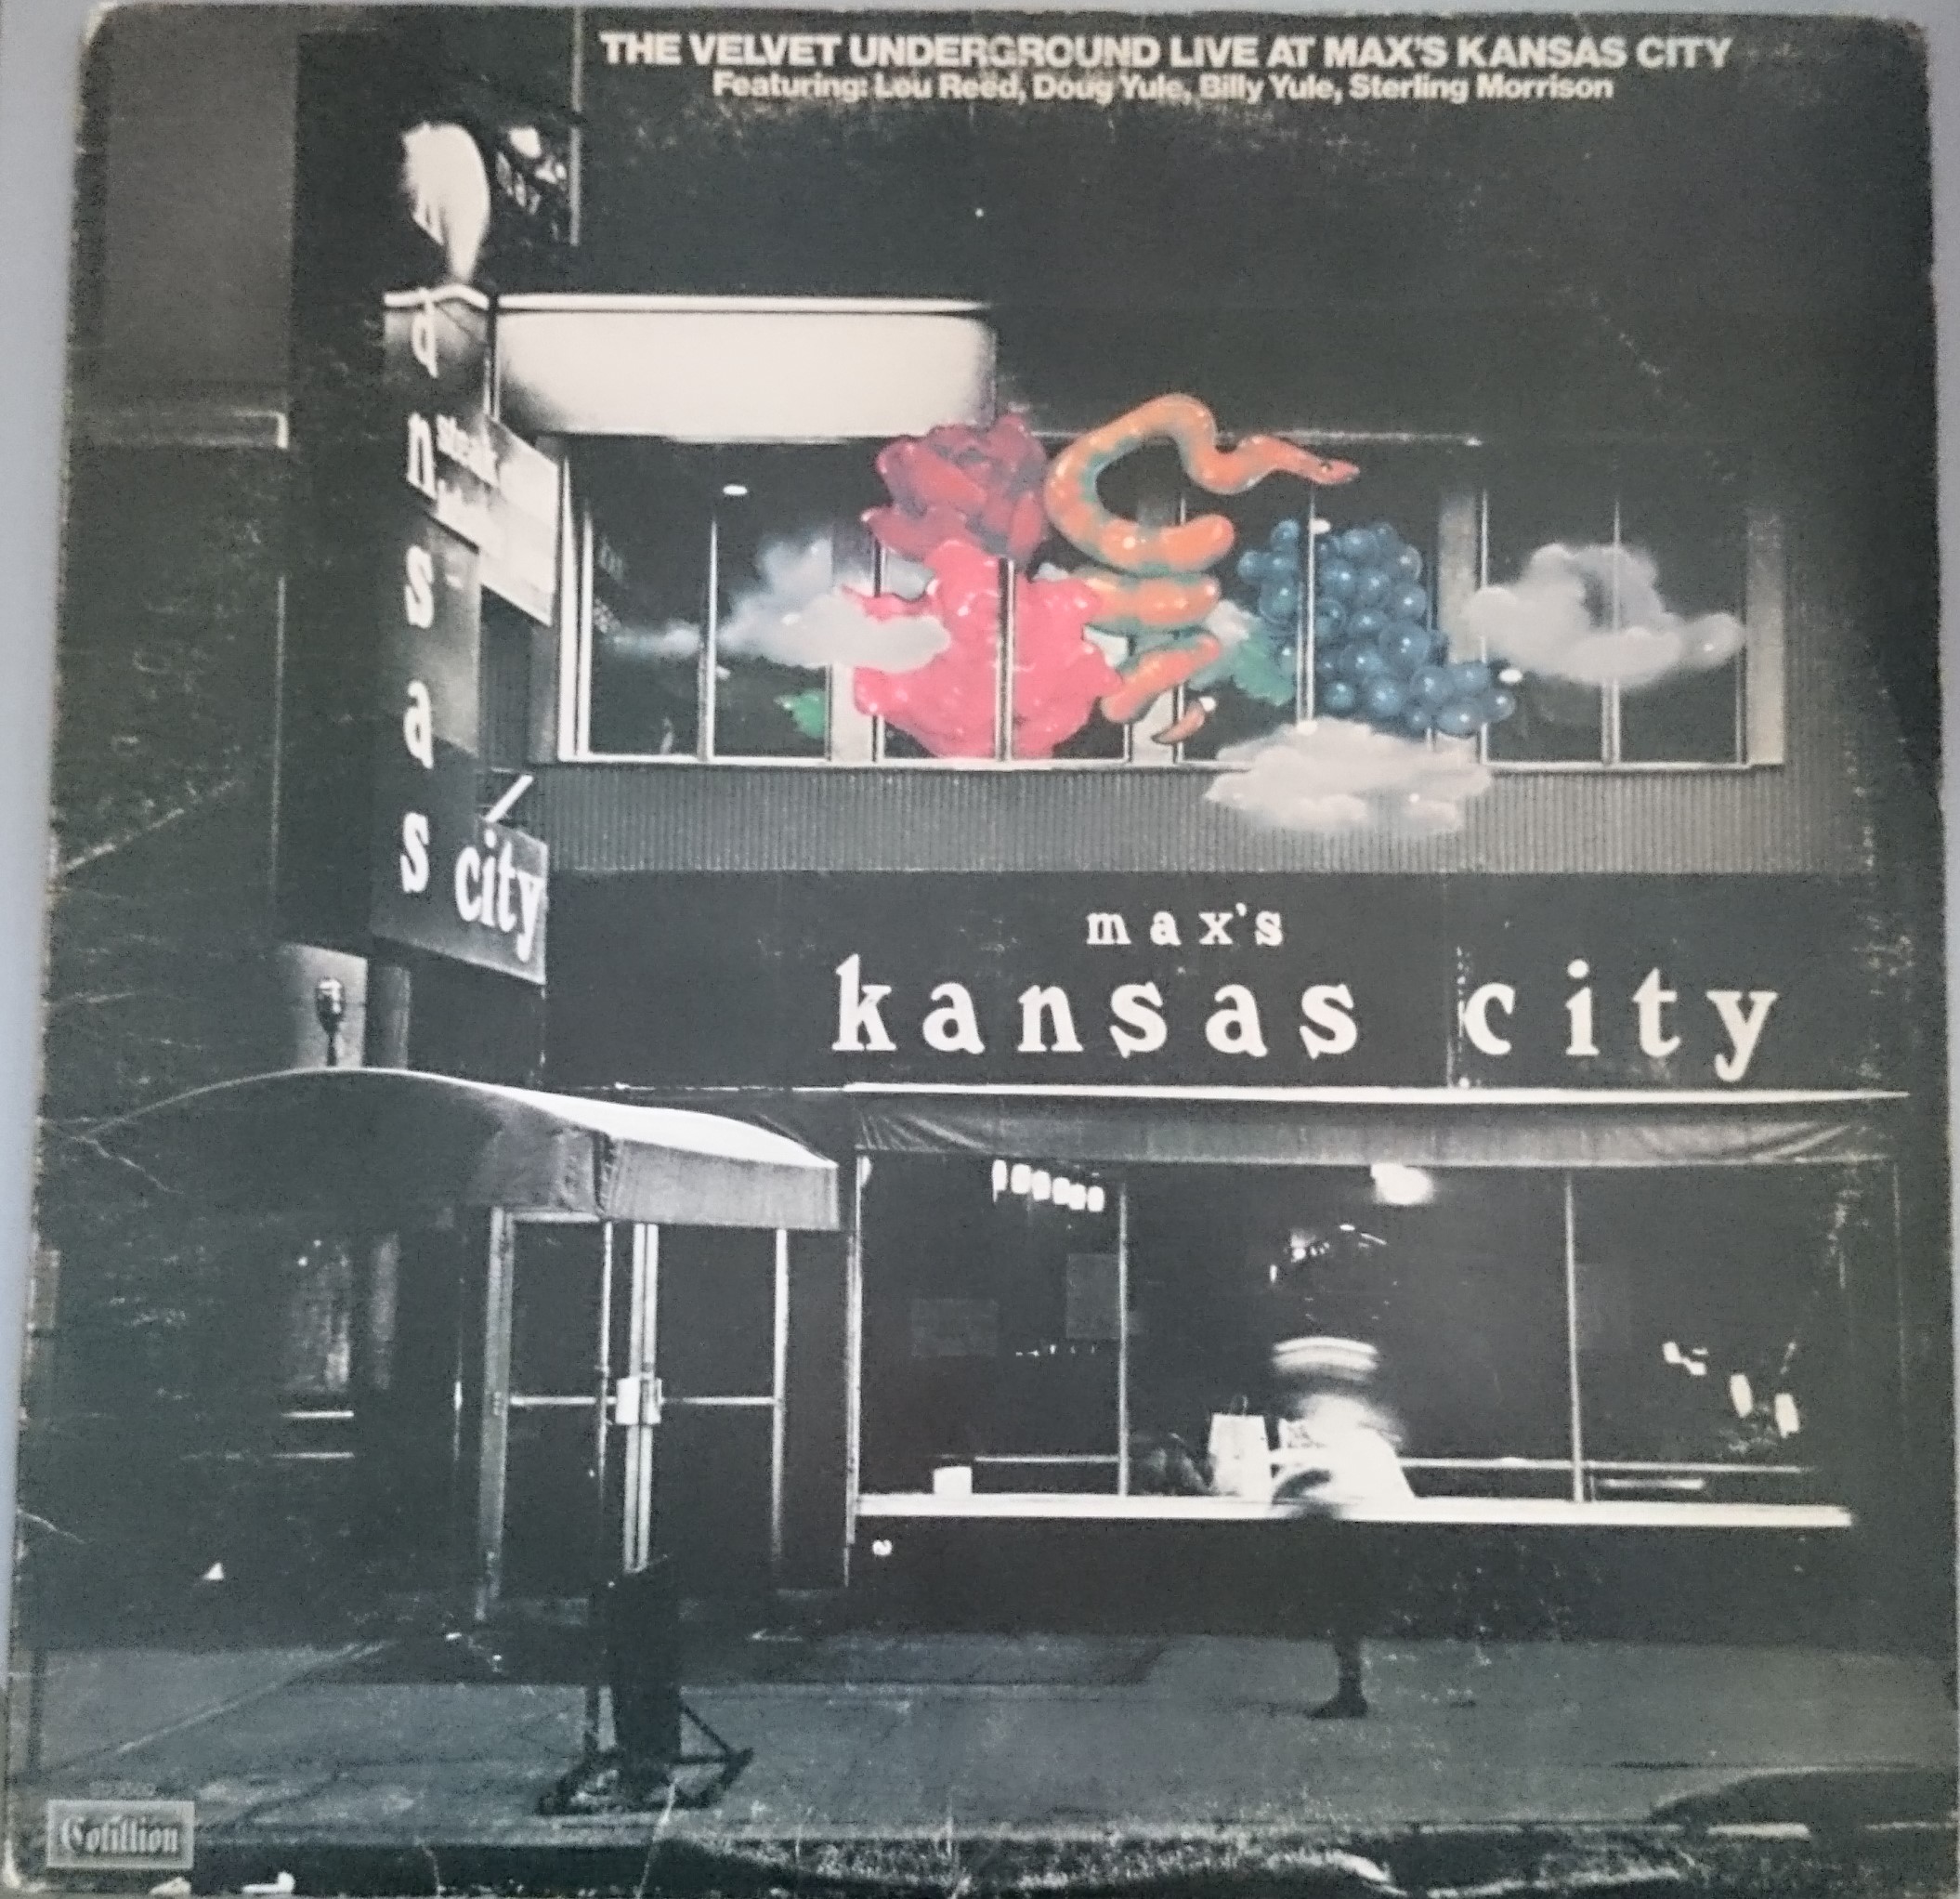 THE VELVET UNDERGROUND LIVE AT MAX'S KANSAS CITY
Featuring: Lou Reed, Doug Yule, Billy Yule, Sterling Morrison
a
n
s
a
s
city
steak
max's
kansas city
Cotillion